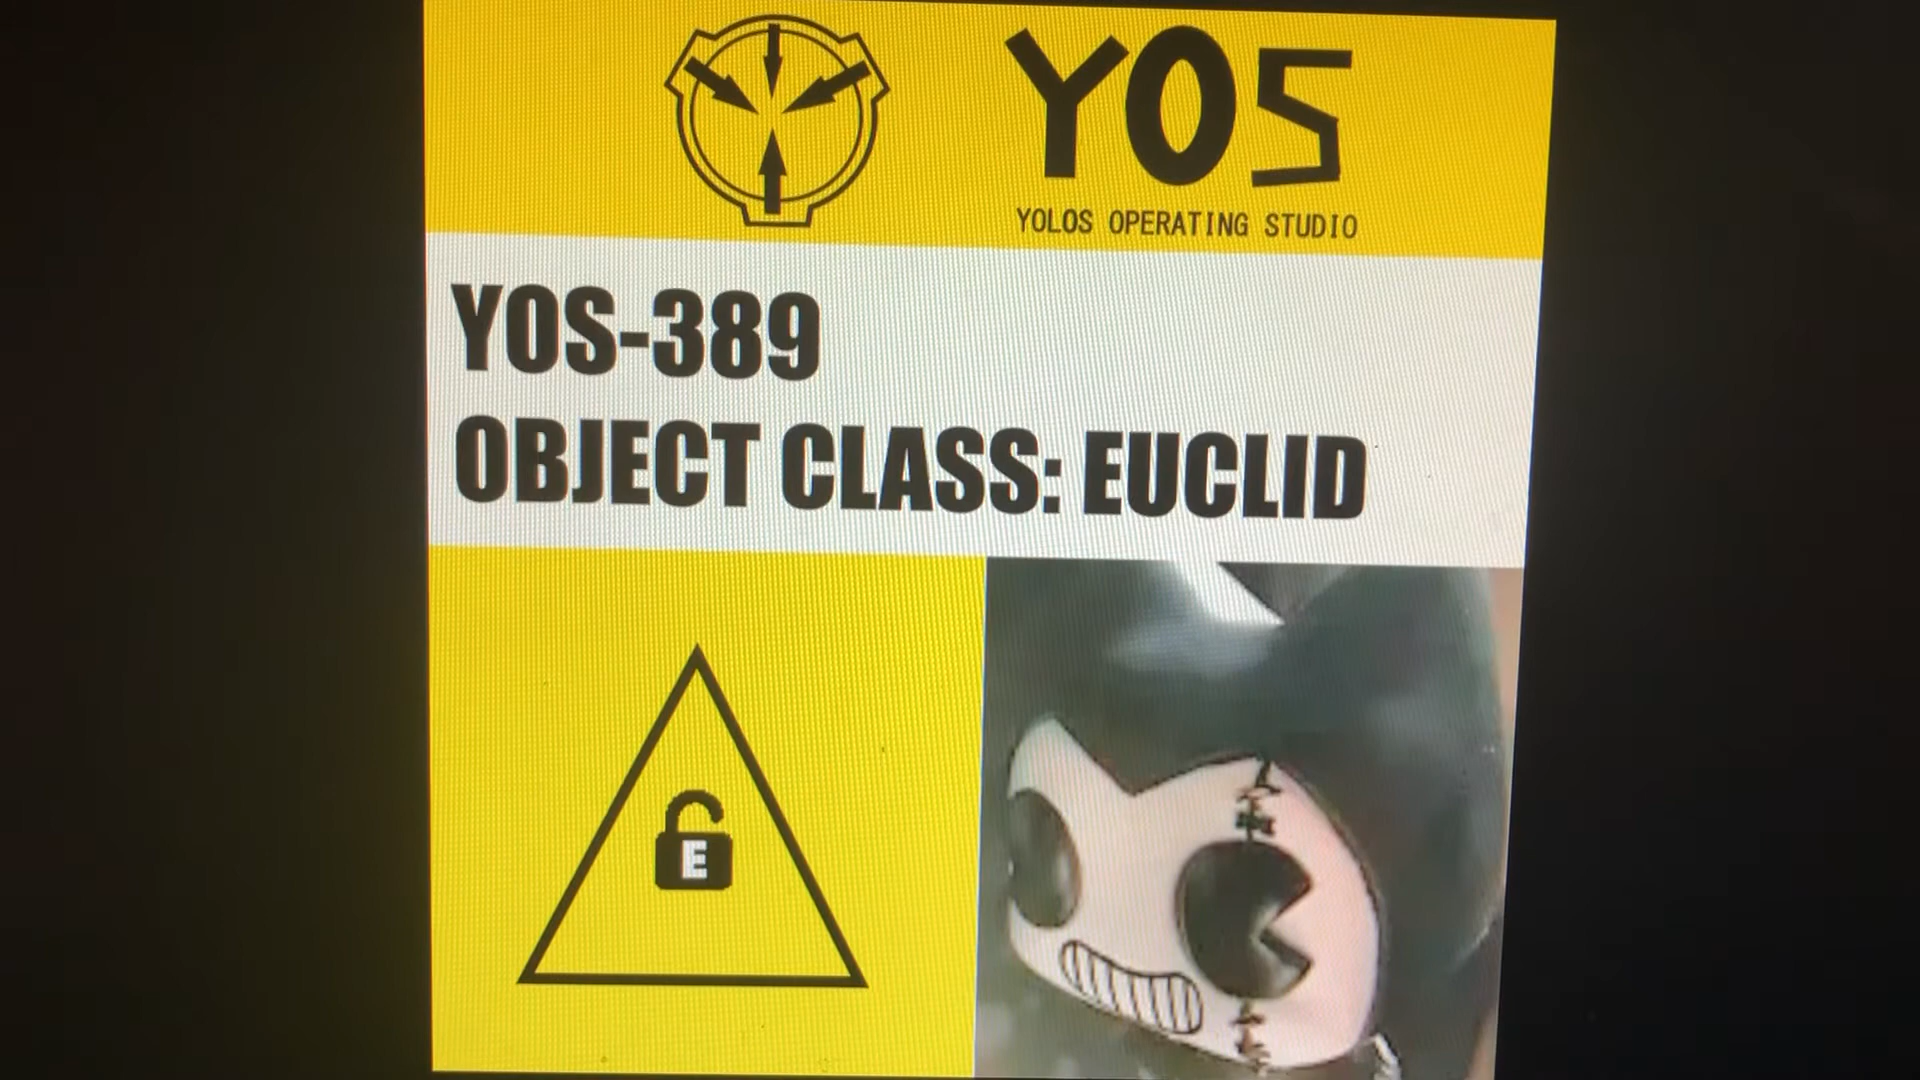 YOS
YOLOS OPERATING STUDIO
YOS-389
OBJECT CLASS: EUCLID
E